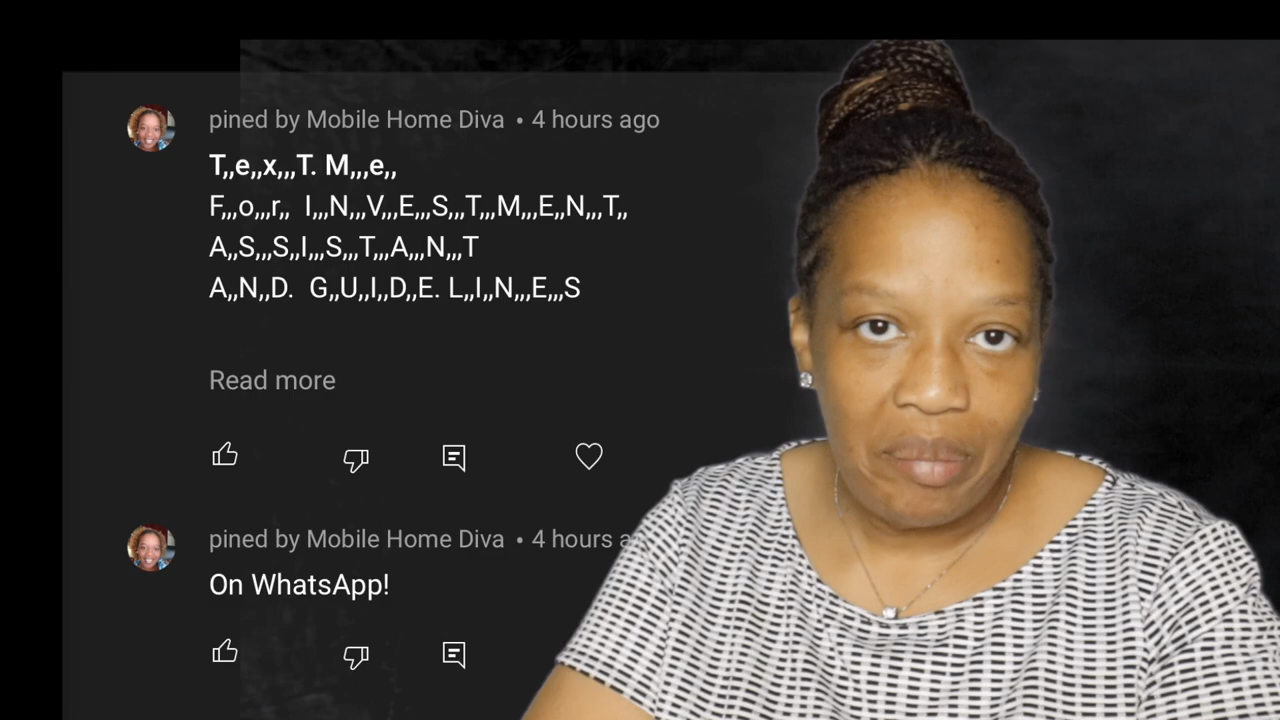 pined by Mobile Home Diva • 4 hours ago
T,,e,,x,,,T. M,,,e,,
F,,,o,,,r,, I,,,N,,,V,,,E,,,S,,,T,,,M,,,E,,N,,,T,,
A,,S,,,S,,I,,,S,,,T,,,A,,,N,,,T
A,,N,,D. G,,U,,I,,D,,E. L,,I,,N,,,E,,,S
Read more
pined by Mobile Home Diva • 4 hours
On WhatsApp!